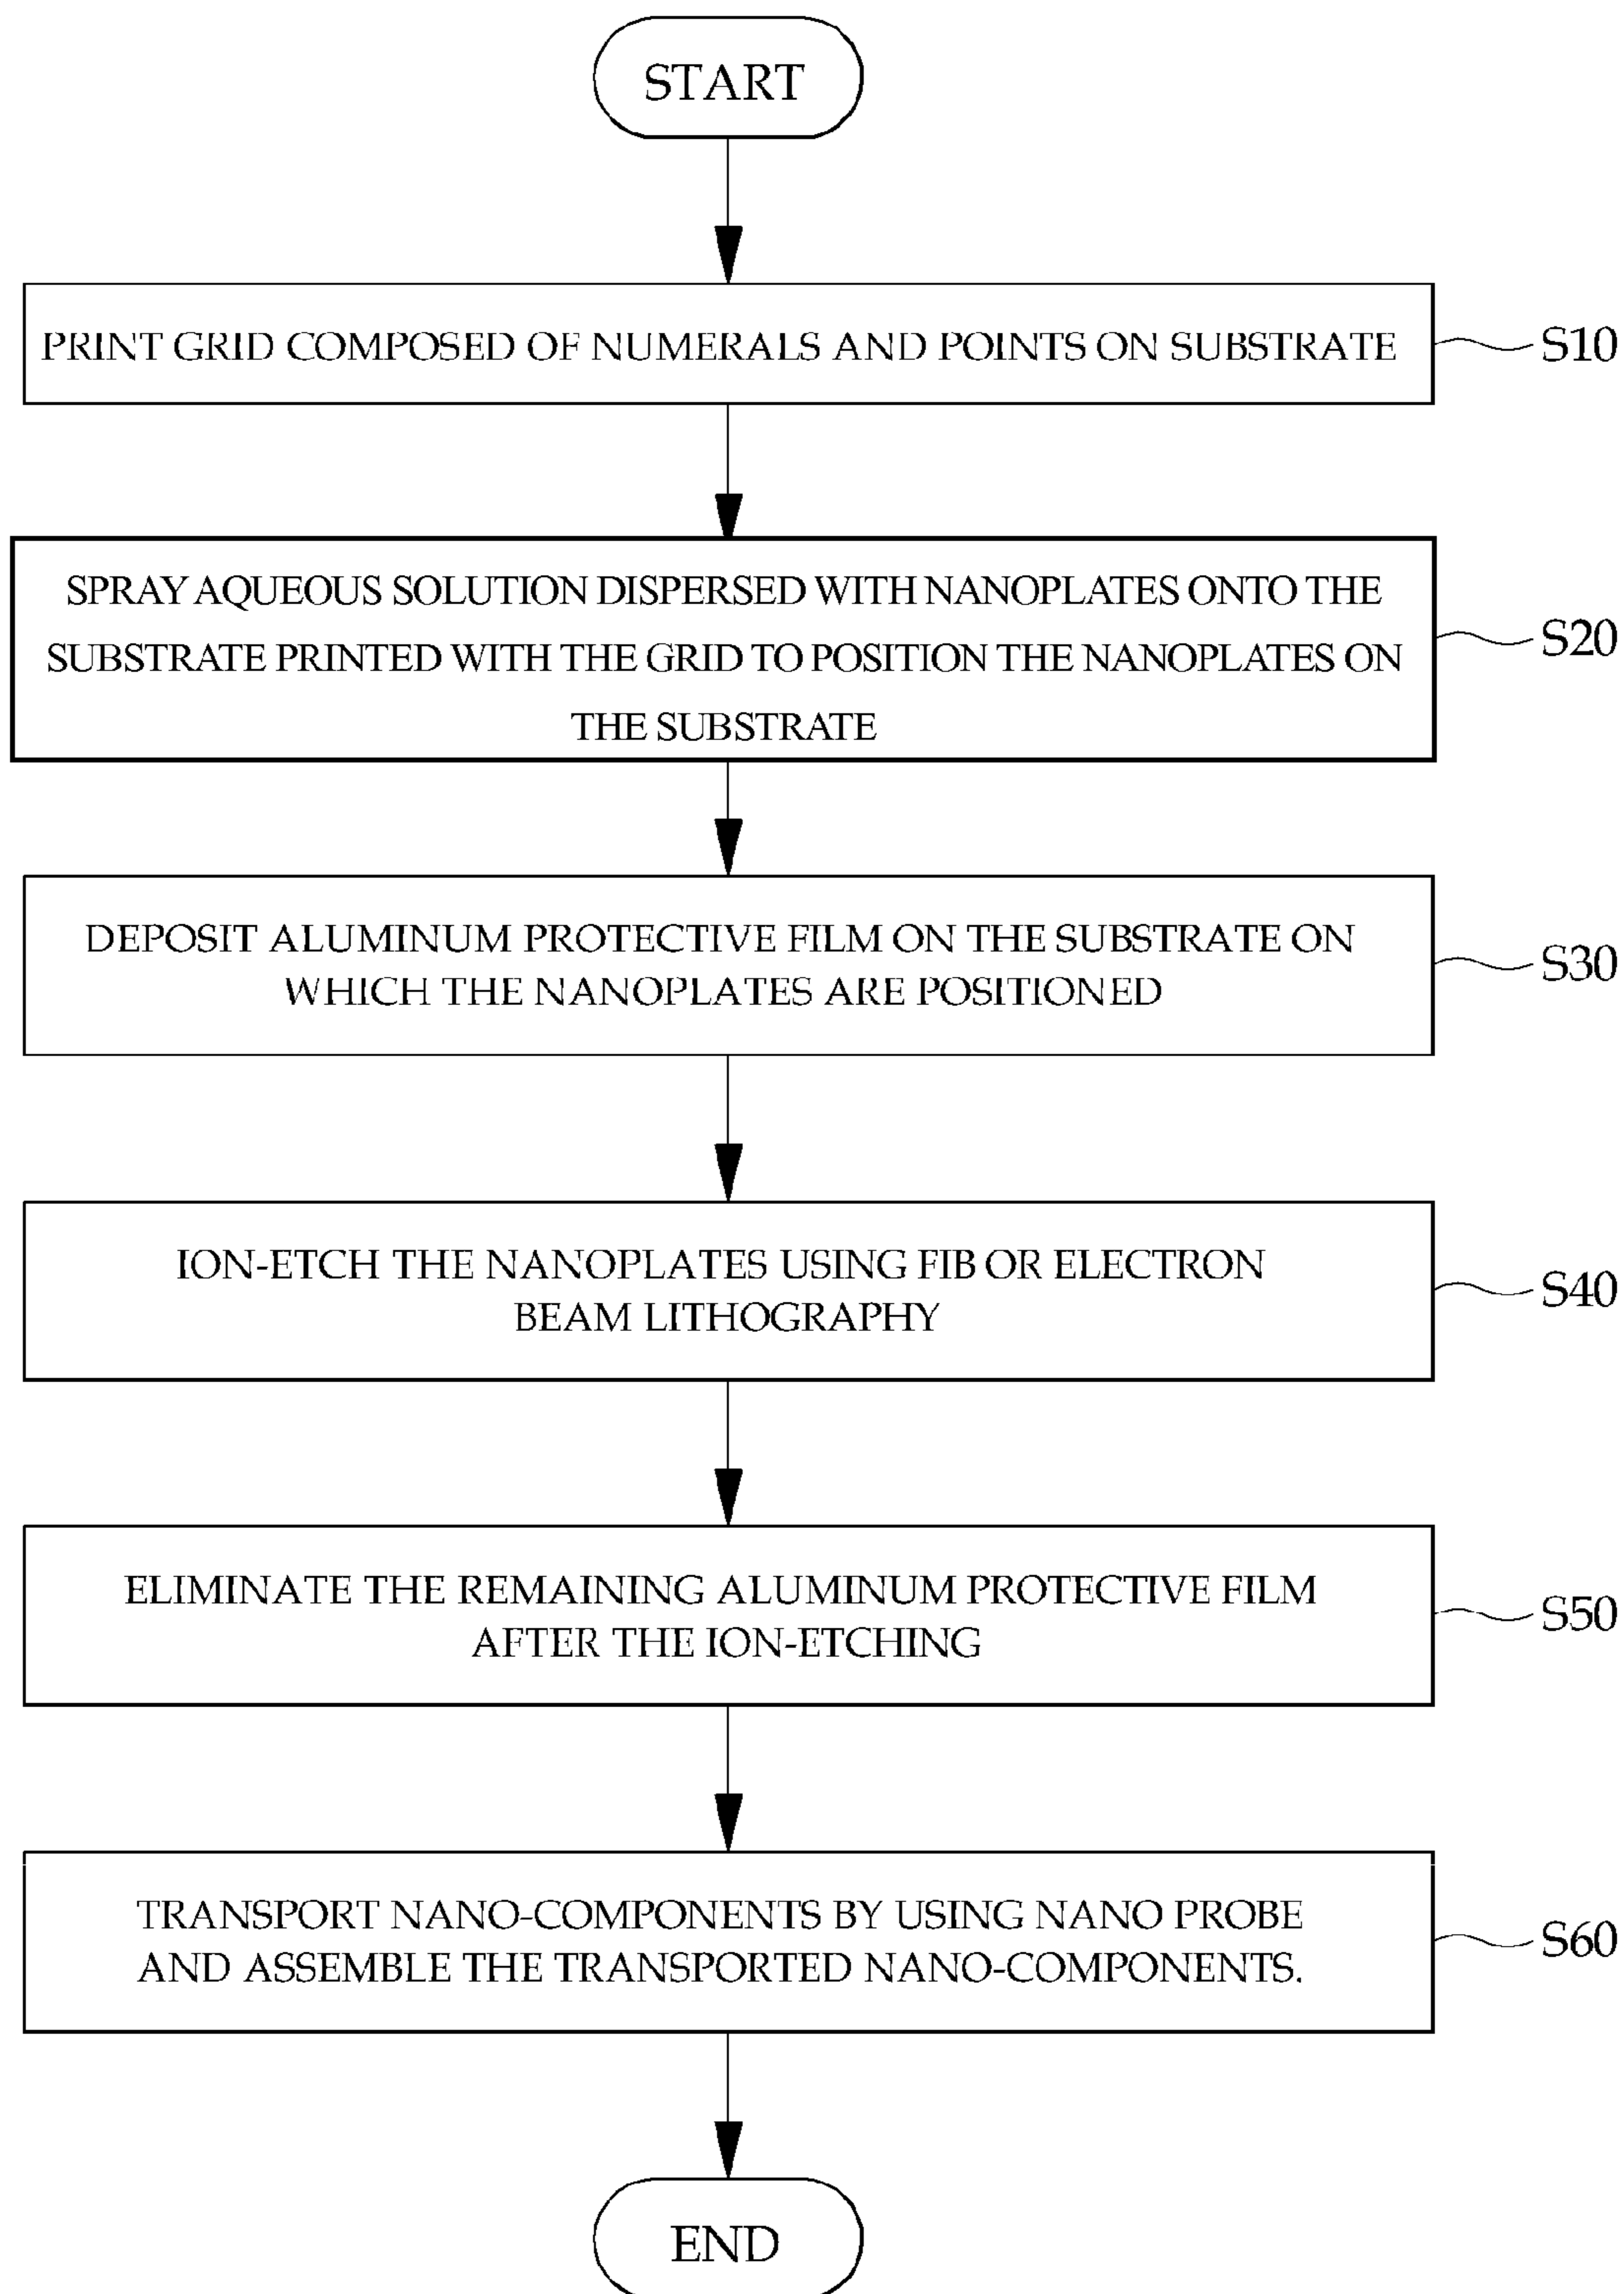 START
PRINT GRID COMPOSED OF NUMERALS AND POINTS ON SUBSTRATE
S10
SPRAY AQUEOUS SOLUTION DISPERSED WITH NANOPLATES ONTO THE
SUBSTRATE PRINTED WITH THE GRID TO POSITION THE NANOPLATES ON
THE SUBSTRATE
S20
DEPOSIT ALUMINUM PROTECTIVE FILM ON THE SUBSTRATE ON
WHICH THE NANOPLATES ARE POSITIONED
S30
ION-ETCH THE NANOPLATES USING FIB OR ELECTRON
BEAM LITHOGRAPHY
S40
ELIMINATE THE REMAINING ALUMINUM PROTECTIVE FILM
AFTER THE ION-ETCHING
S50
TRANSPORT NANO-COMPONENTS BY USING NANO PROBE
AND ASSEMBLE THE TRANSPORTED NANO-COMPONENTS.
S60
END